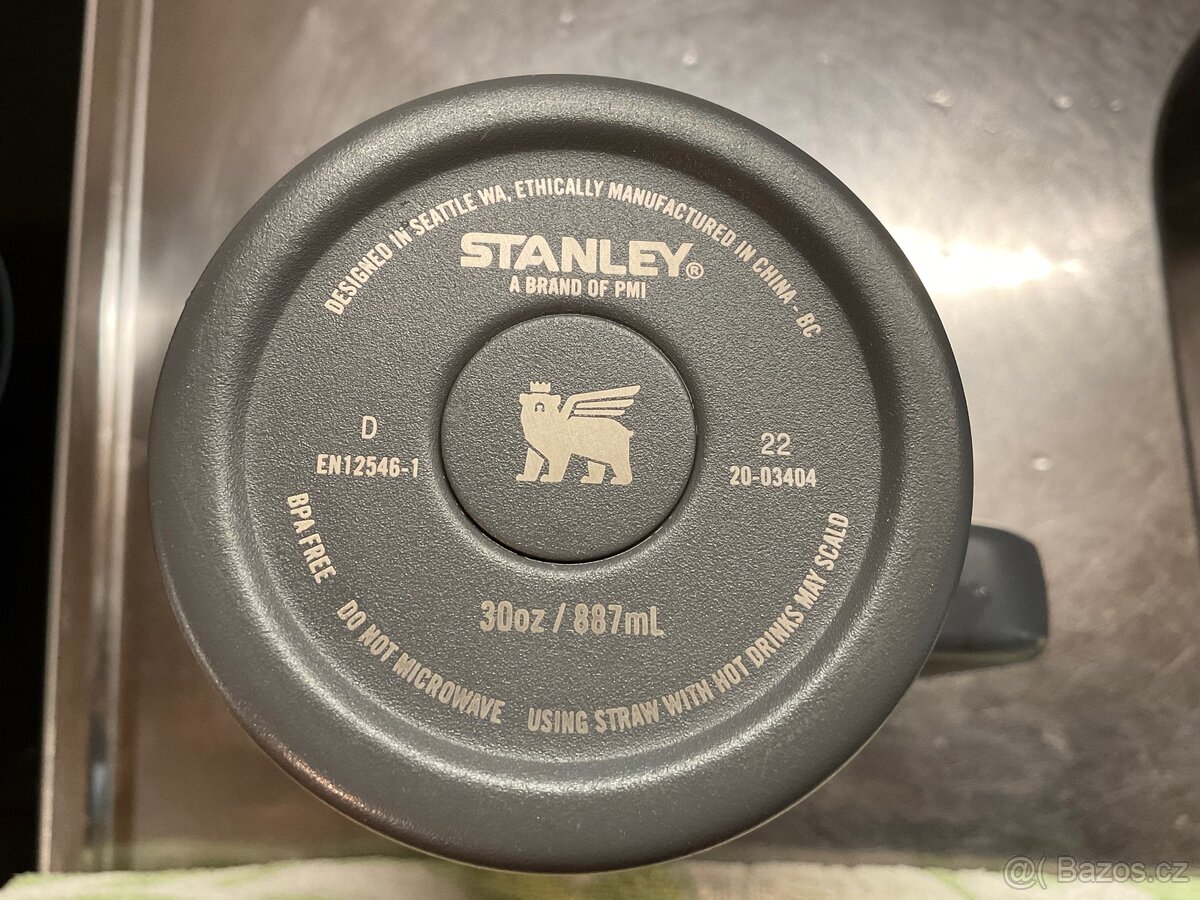 DESIGNED IN SEATTLE WA, ETHICALLY MANUFACTURED IN CHINA - BC
STANLEY®
A BRAND OF PMI
D
EN12546-1
22
20-03404
30oz / 887mL
BPA-FREE DO NOT MICROWAVE USING STRAW WITH HOT DRINKS MAY SCALD
@( Bazos.cz